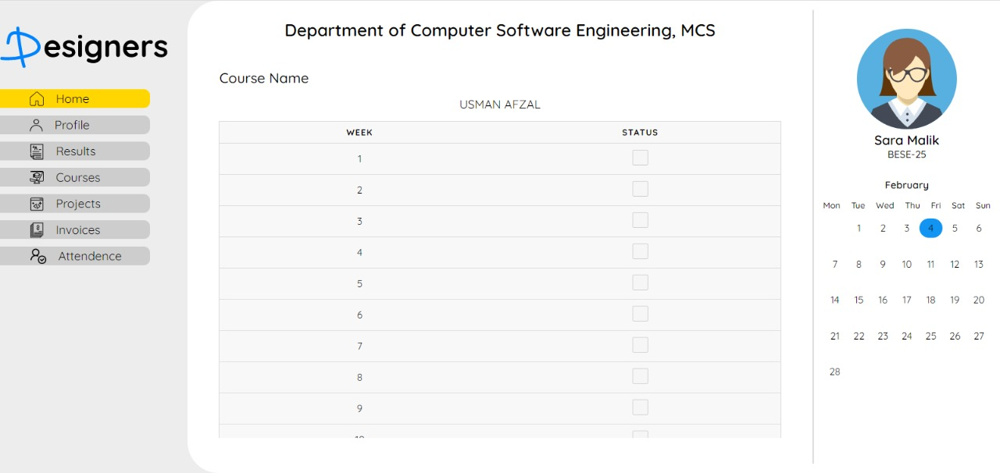 Designers
Home
Profile
Results
Courses
Projects
Invoices
Attendence
Department of Computer Software Engineering, MCS
Course Name
USMAN AFZAL
WEEK STATUS
1
2
3
4
5
6
7
8
9
Sara Malik
BESE-25
February
Mon Tue Wed Thu Fri Sat Sun
1 2 3 4 5 6
7 8 9 10 11 12 13
14 15 16 17 18 19 20
21 22 23 24 25 26 27
28